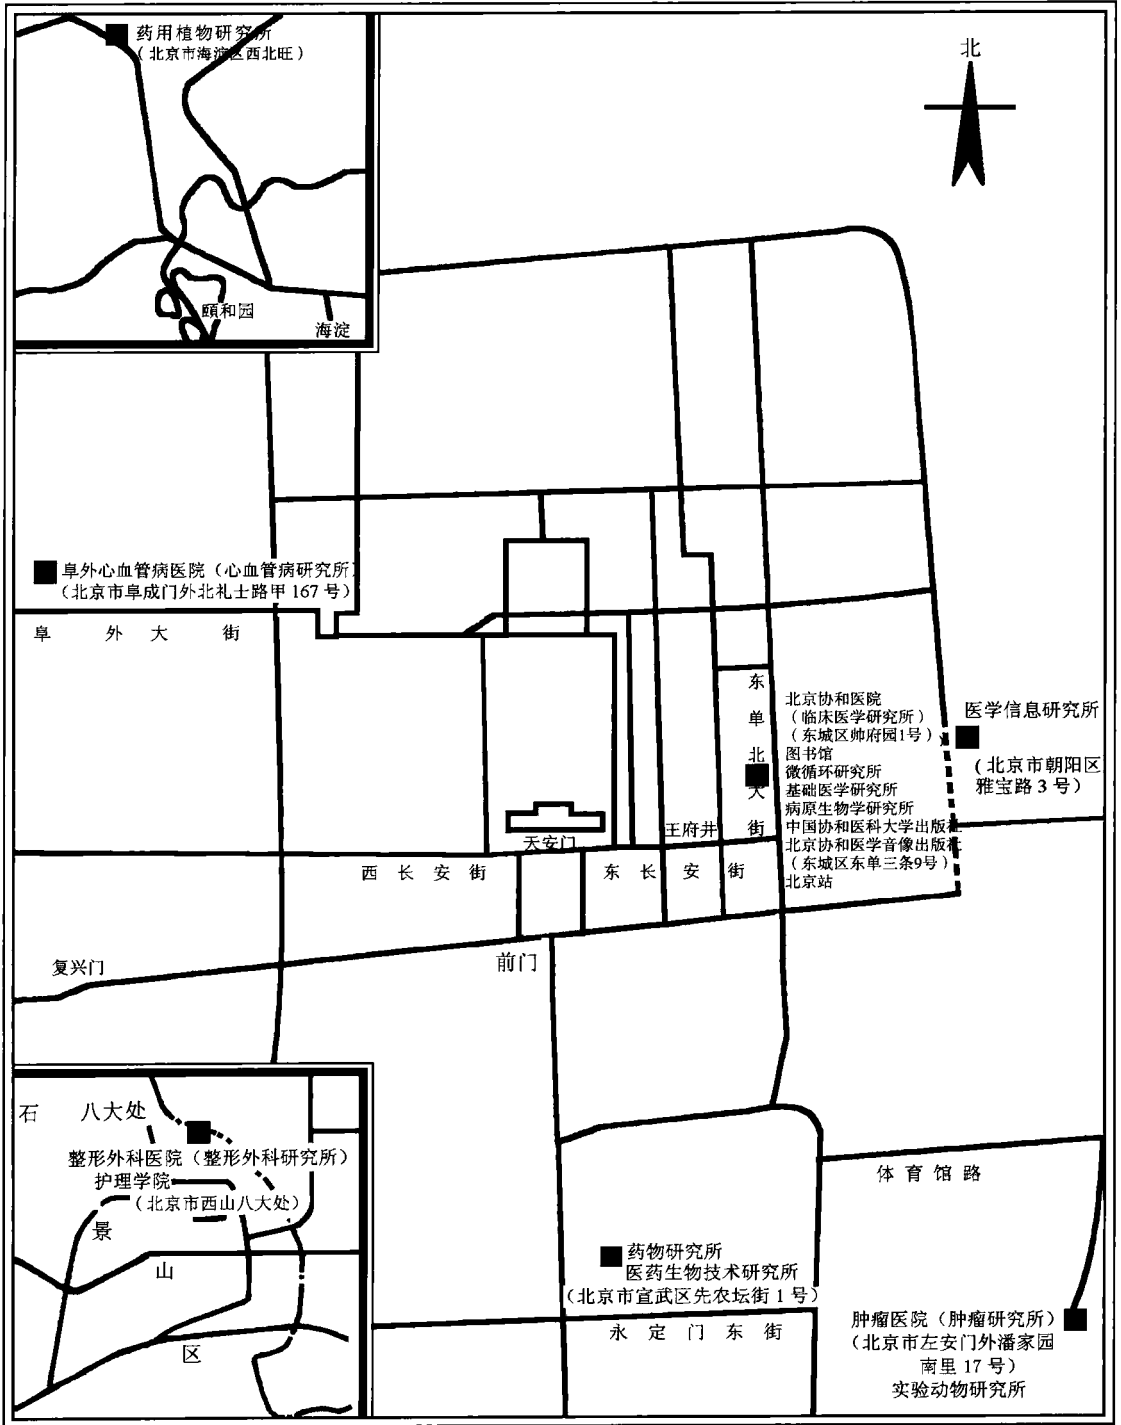 药用植物研究所
（北京市海淀区西北旺）
北
頤和园
海淀
阜外心血管病医院（心血管病研究所）
（北京市阜成门外北礼士路甲 167 号）
阜 外 大 街
东单北大街
北京协和医院
（临床医学研究所）
（东城区帅府园1号）
图书馆
微循环研究所
基础医学研究所
病原生物学研究所
中国协和医科大学出版社
北京协和医学音像出版社
（东城区东单三条9号）
北京站
医学信息研究所
（北京市朝阳区
雅宝路 3 号）
王府井
天安门
西 长 安 街
东 长 安 街
复兴门
前门
石景山区
八大处
整形外科医院（整形外科研究所）
护理学院
（北京市西山八大处）
体 育 馆 路
药物研究所
医药生物技术研究所
（北京市宣武区先农坛街 1 号）
永 定 门 东 街
肿瘤医院（肿瘤研究所）
（北京市左安门外潘家园
南里 17 号）
实验动物研究所